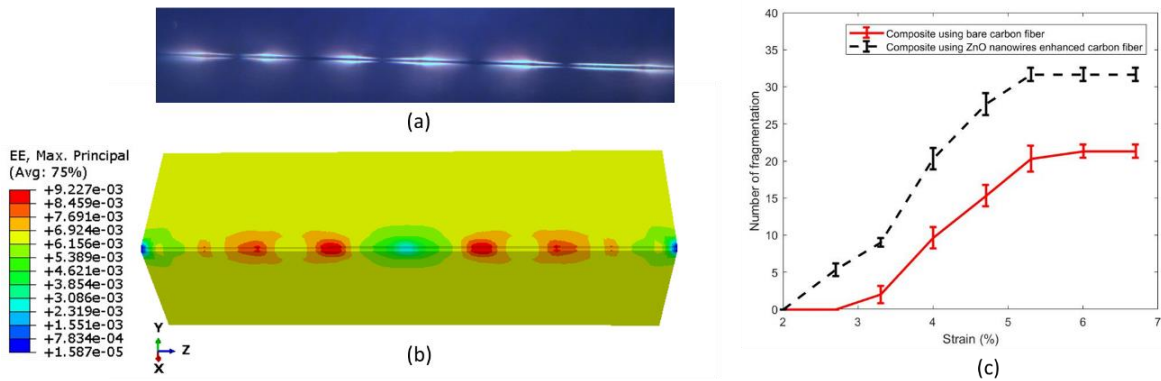 (a)
EE, Max. Principal
(Avg: 75%)
+9.227e-03
+8.459e-03
+7.691e-03
+6.924e-03
+6.156e-03
+5.389e-03
+4.621e-03
+3.854e-03
+3.086e-03
+2.319e-03
+1.551e-03
+7.834e-04
+1.587e-05
Y
Z
X
(b)
40
35
30
25
20
15
10
5
0
Number of fragmentation
Composite using bare carbon fiber
Composite using ZnO nanowires enhanced carbon fiber
2 3 4 5 6 7
Strain (%)
(c)